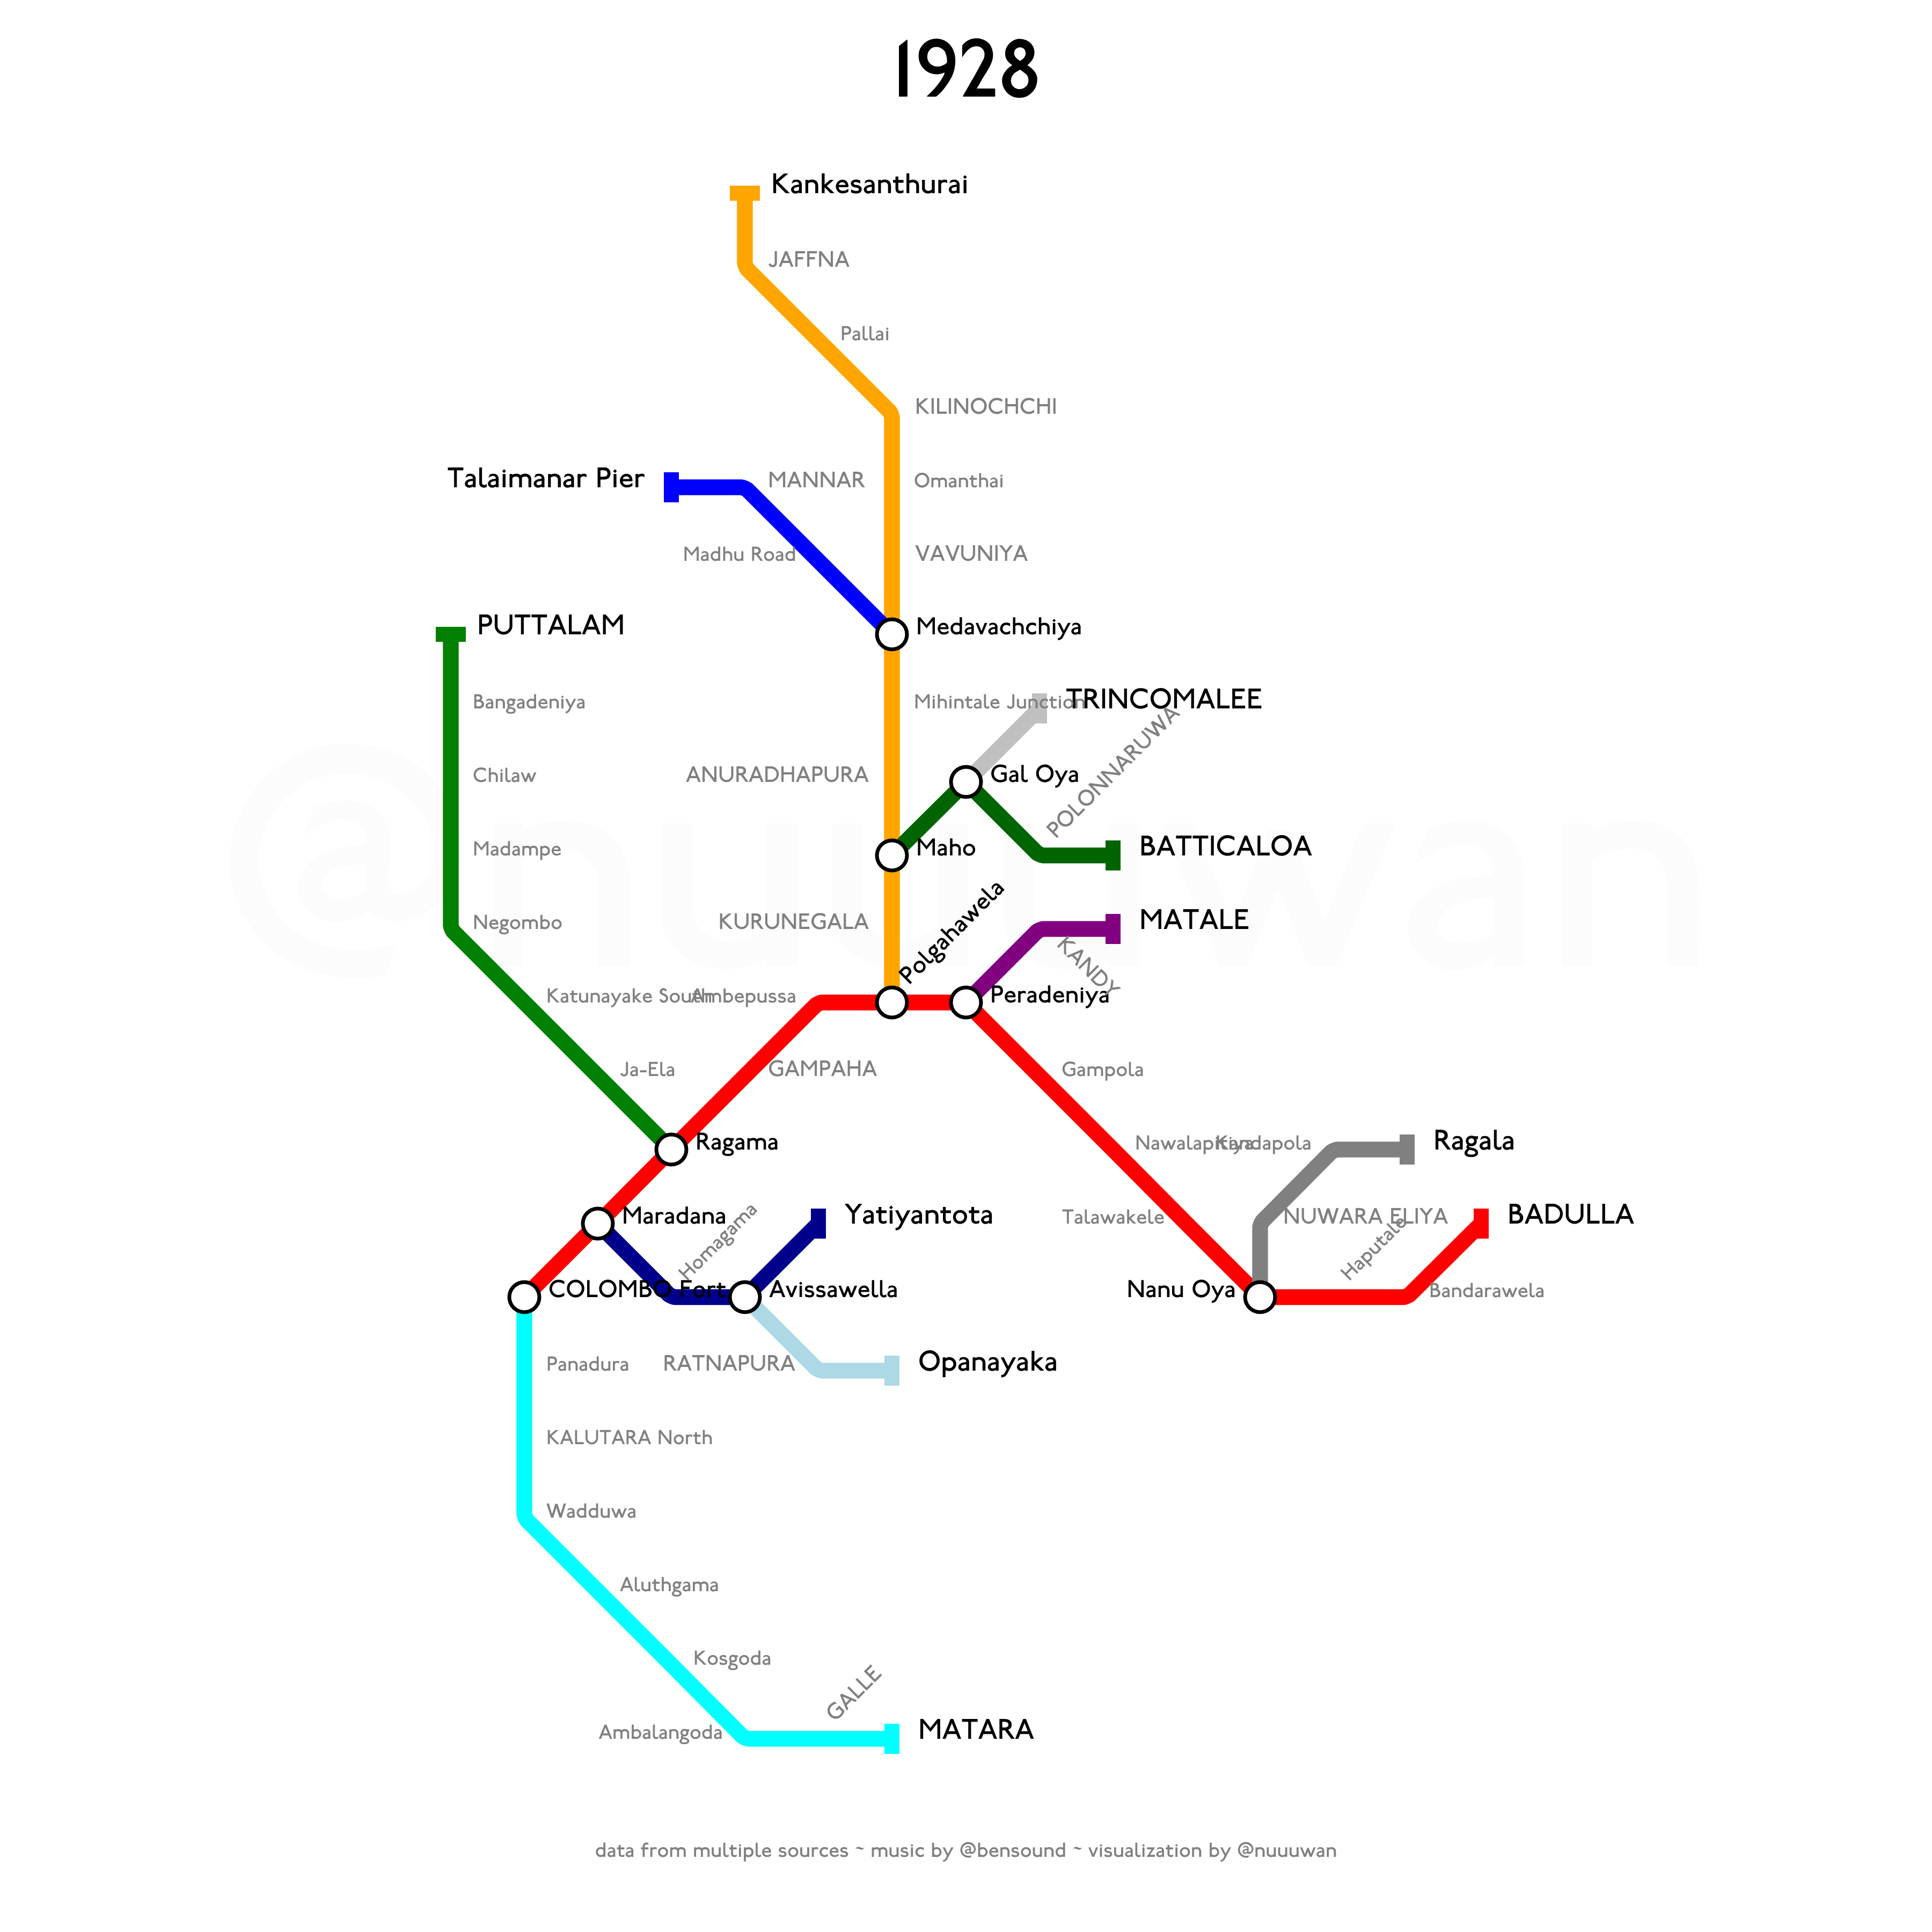 1928
Kankesanthurai
JAFFNA
Pallai
KILINOCHCHI
Talaimanar Pier
MANNAR
Omanthai
Madhu Road
VAVUNIYA
PUTTALAM
Medavachchiya
Bangadeniya
Mihintale Junction
TRINCOMALEE
Chilaw
ANURADHAPURA
Gal Oya
POLONNARUWA
Madampe
Maho
BATTICALOA
@nuuuwan
Negombo
KURUNEGALA
Polgahawela
MATALE
KANDY
Katunayake South
Ambepussa
Peradeniya
Ja-Ela
GAMPAHA
Gampola
Ragama
Nawalapitiya
Kandapola
Ragala
Maradana
Homagama
Yatiyantota
Talawakele
NUWARA ELIYA
Haputale
BADULLA
COLOMBO Fort
Avissawella
Nanu Oya
Bandarawela
Panadura
RATNAPURA
Opanayaka
KALUTARA North
Wadduwa
Aluthgama
Kosgoda
GALLE
Ambalangoda
MATARA
data from multiple sources ~ music by @bensound ~ visualization by @nuuuwan